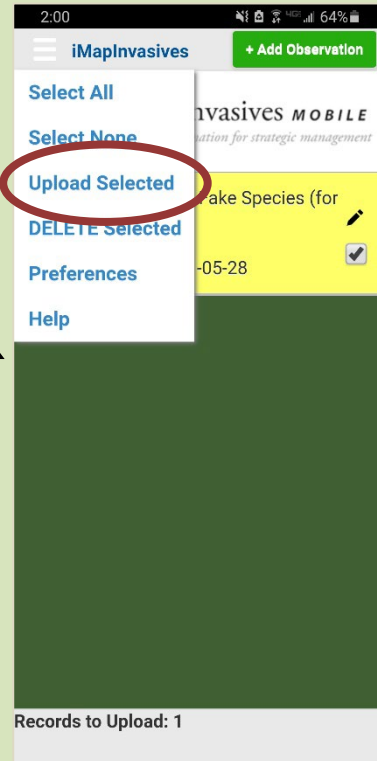 2:00 4G 64%
iMapInvasives + Add Observation
Select All
nvasives MOBILE
Select None
ation for strategic management
Upload Selected
ake Species (for
DELETE Selected
-05-28
Preferences
Help
Records to Upload: 1